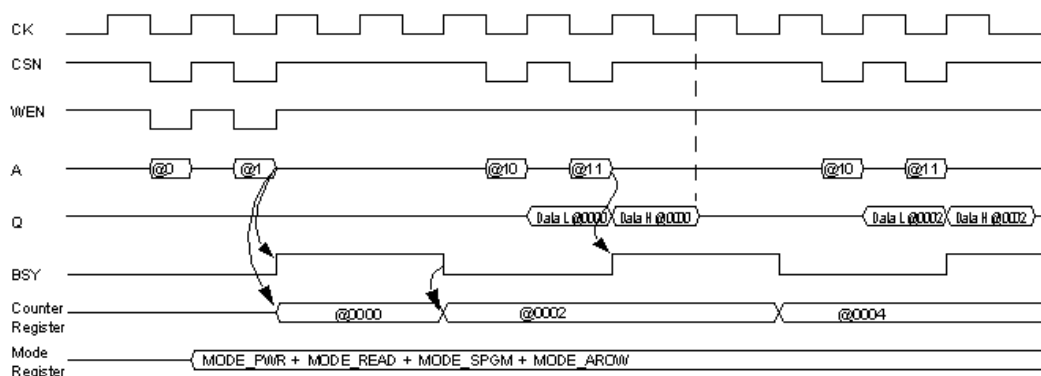 CK
CSN
WEN
A @0 @1 @10 @11 @10 @11
Q Data L @0000 Data H @0000 Data L @0002 Data H @0002
BSY
Counter Register @0000 @0002 @0004
Mode Register MODE_PWR + MODE_READ + MODE_SPGM + MODE_AROW